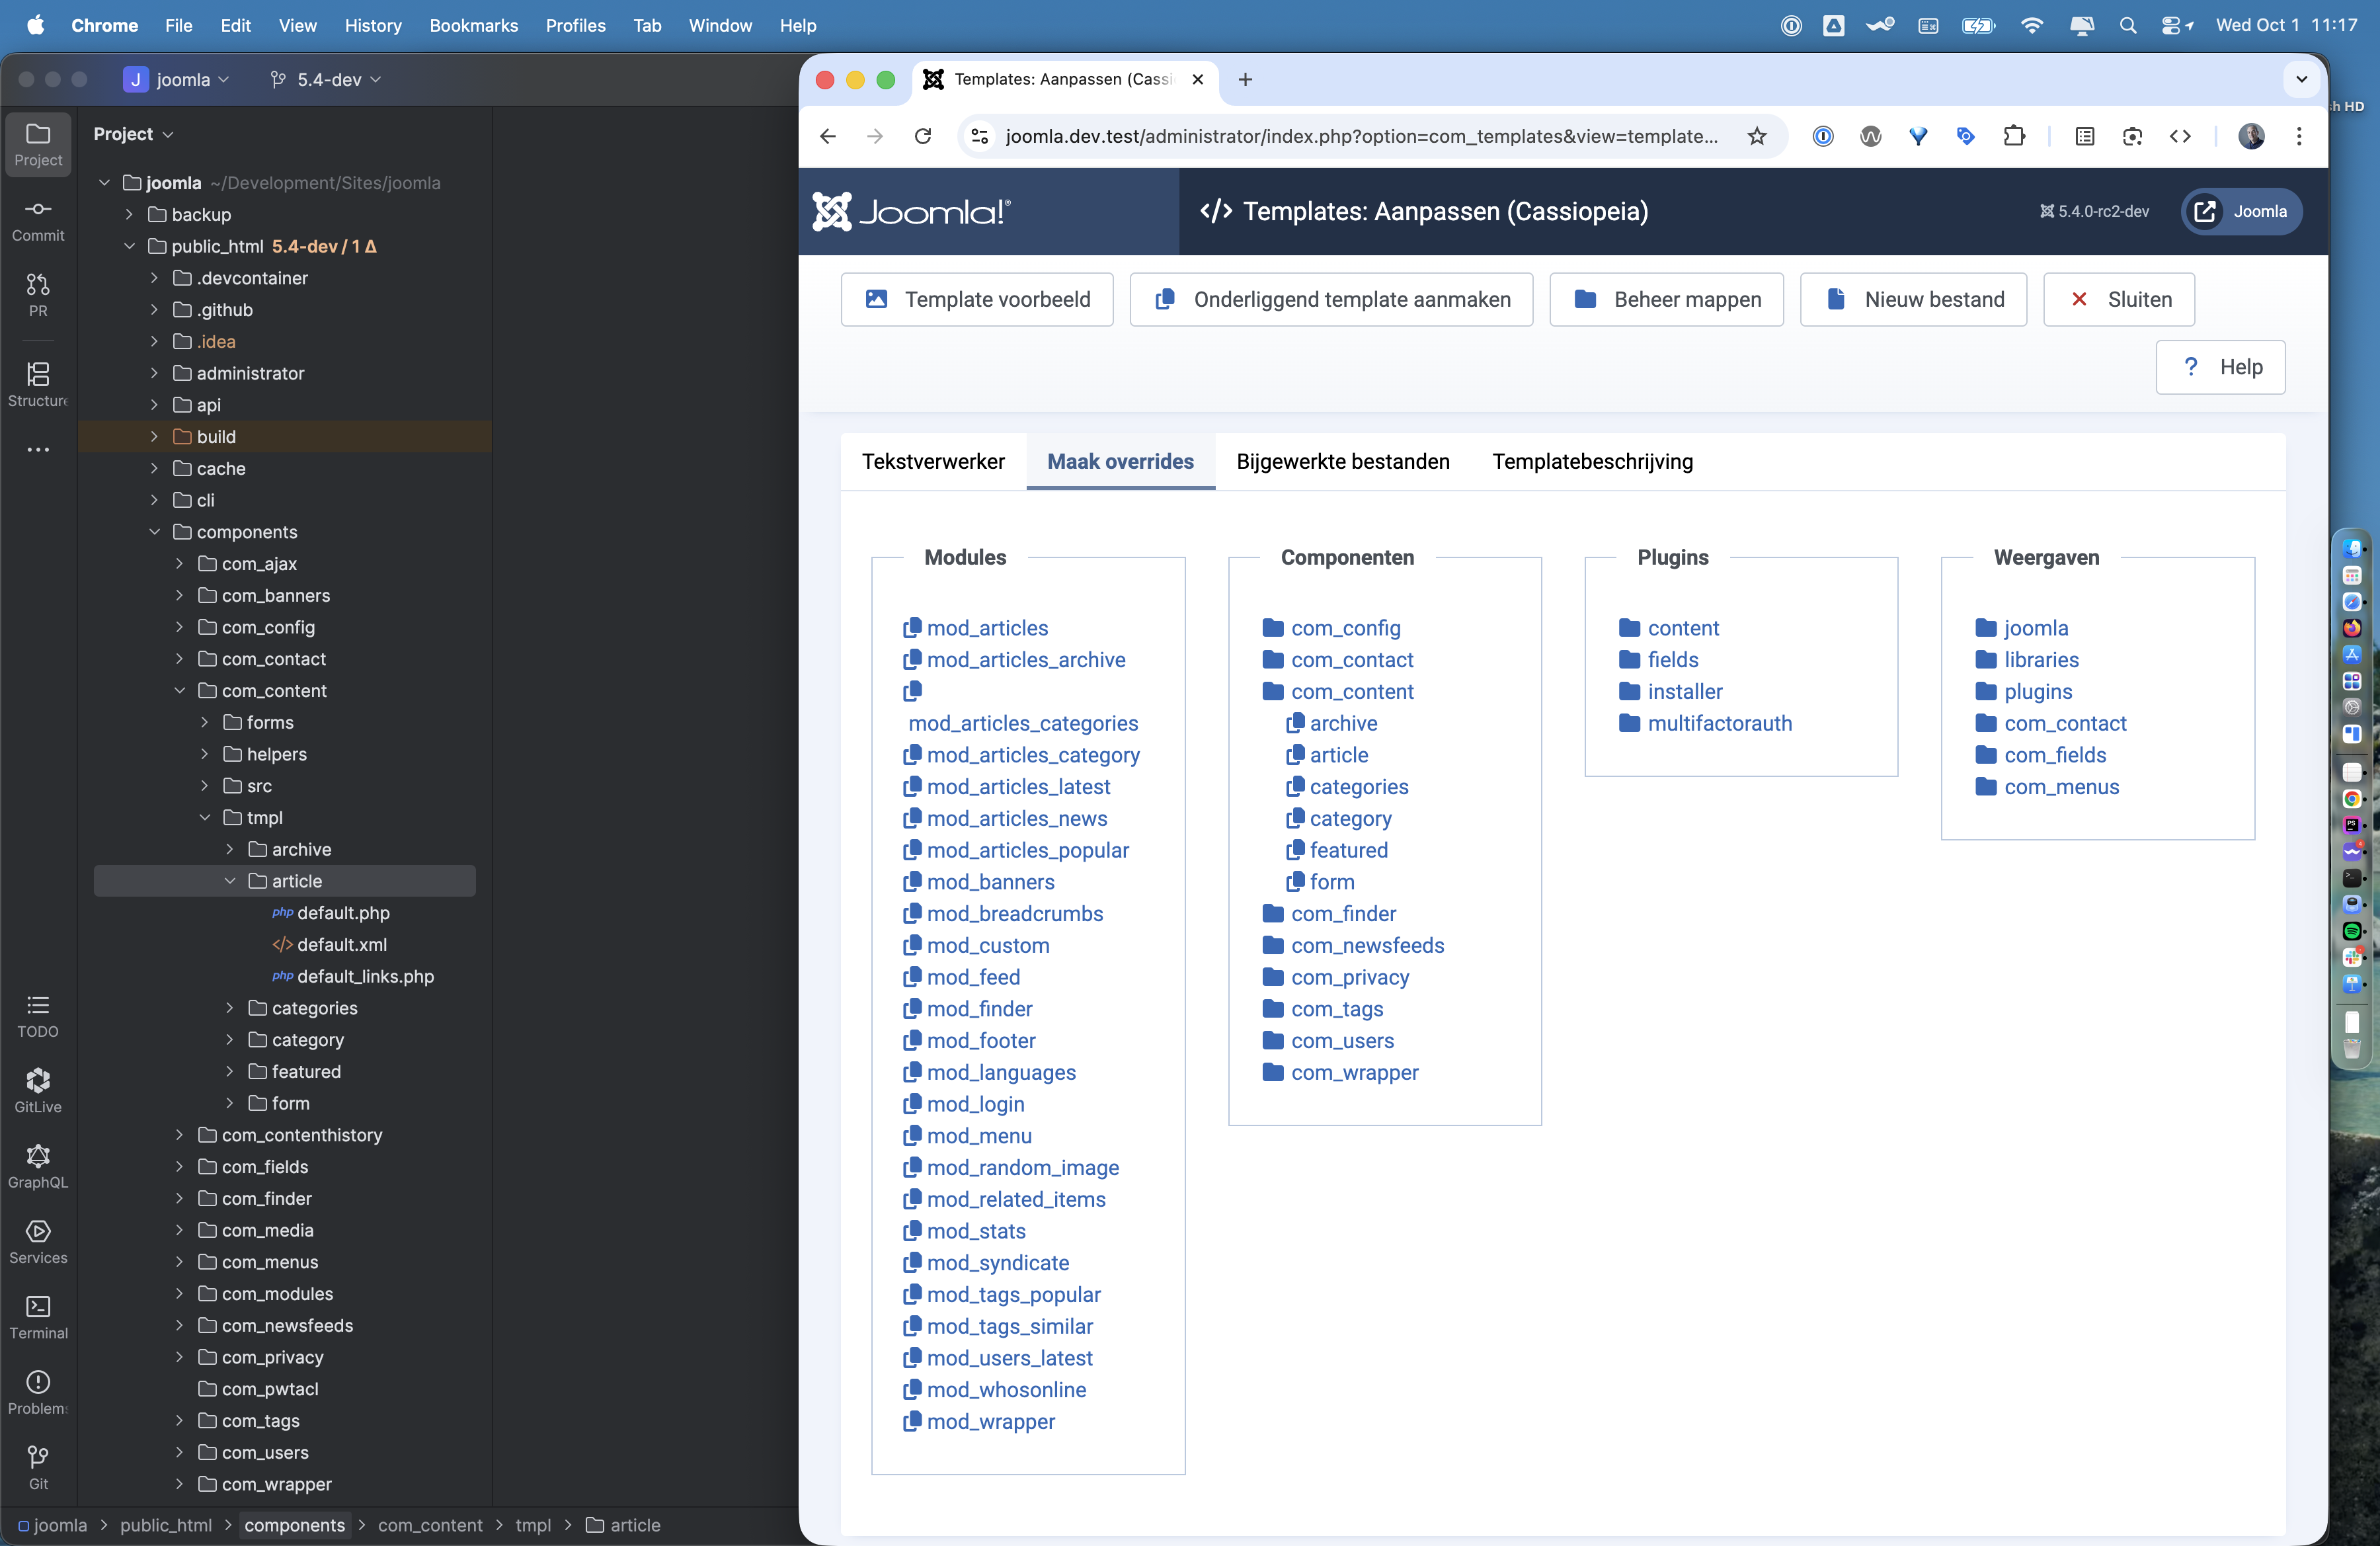 Chrome File Edit View History Bookmarks Profiles Tab Window Help
Wed Oct 1 11:17
J joomla 5.4-dev
Project
Project
Commit
PR
Structure
TODO
GitLive
GraphQL
Services
Terminal
Problems
Git
joomla ~/Development/Sites/joomla
backup
public_html 5.4-dev / 1 Δ
.devcontainer
.github
.idea
administrator
api
build
cache
cli
components
com_ajax
com_banners
com_config
com_contact
com_content
forms
helpers
src
tmpl
archive
article
php default.php
</> default.xml
php default_links.php
categories
category
featured
form
com_contenthistory
com_fields
com_finder
com_media
com_menus
com_modules
com_newsfeeds
com_privacy
com_pwtacl
com_tags
com_users
com_wrapper
joomla > public_html > components > com_content > tmpl > article
Templates: Aanpassen (Cassi
joomla.dev.test/administrator/index.php?option=com_templates&view=template...
Joomla!®
</> Templates: Aanpassen (Cassiopeia)
5.4.0-rc2-dev
Joomla
Template voorbeeld
Onderliggend template aanmaken
Beheer mappen
Nieuw bestand
Sluiten
? Help
Tekstverwerker
Maak overrides
Bijgewerkte bestanden
Templatebeschrijving
Modules
mod_articles
mod_articles_archive
mod_articles_categories
mod_articles_category
mod_articles_latest
mod_articles_news
mod_articles_popular
mod_banners
mod_breadcrumbs
mod_custom
mod_feed
mod_finder
mod_footer
mod_languages
mod_login
mod_menu
mod_random_image
mod_related_items
mod_stats
mod_syndicate
mod_tags_popular
mod_tags_similar
mod_users_latest
mod_whosonline
mod_wrapper
Componenten
com_config
com_contact
com_content
archive
article
categories
category
featured
form
com_finder
com_newsfeeds
com_privacy
com_tags
com_users
com_wrapper
Plugins
content
fields
installer
multifactorauth
Weergaven
joomla
libraries
plugins
com_contact
com_fields
com_menus
sh HD